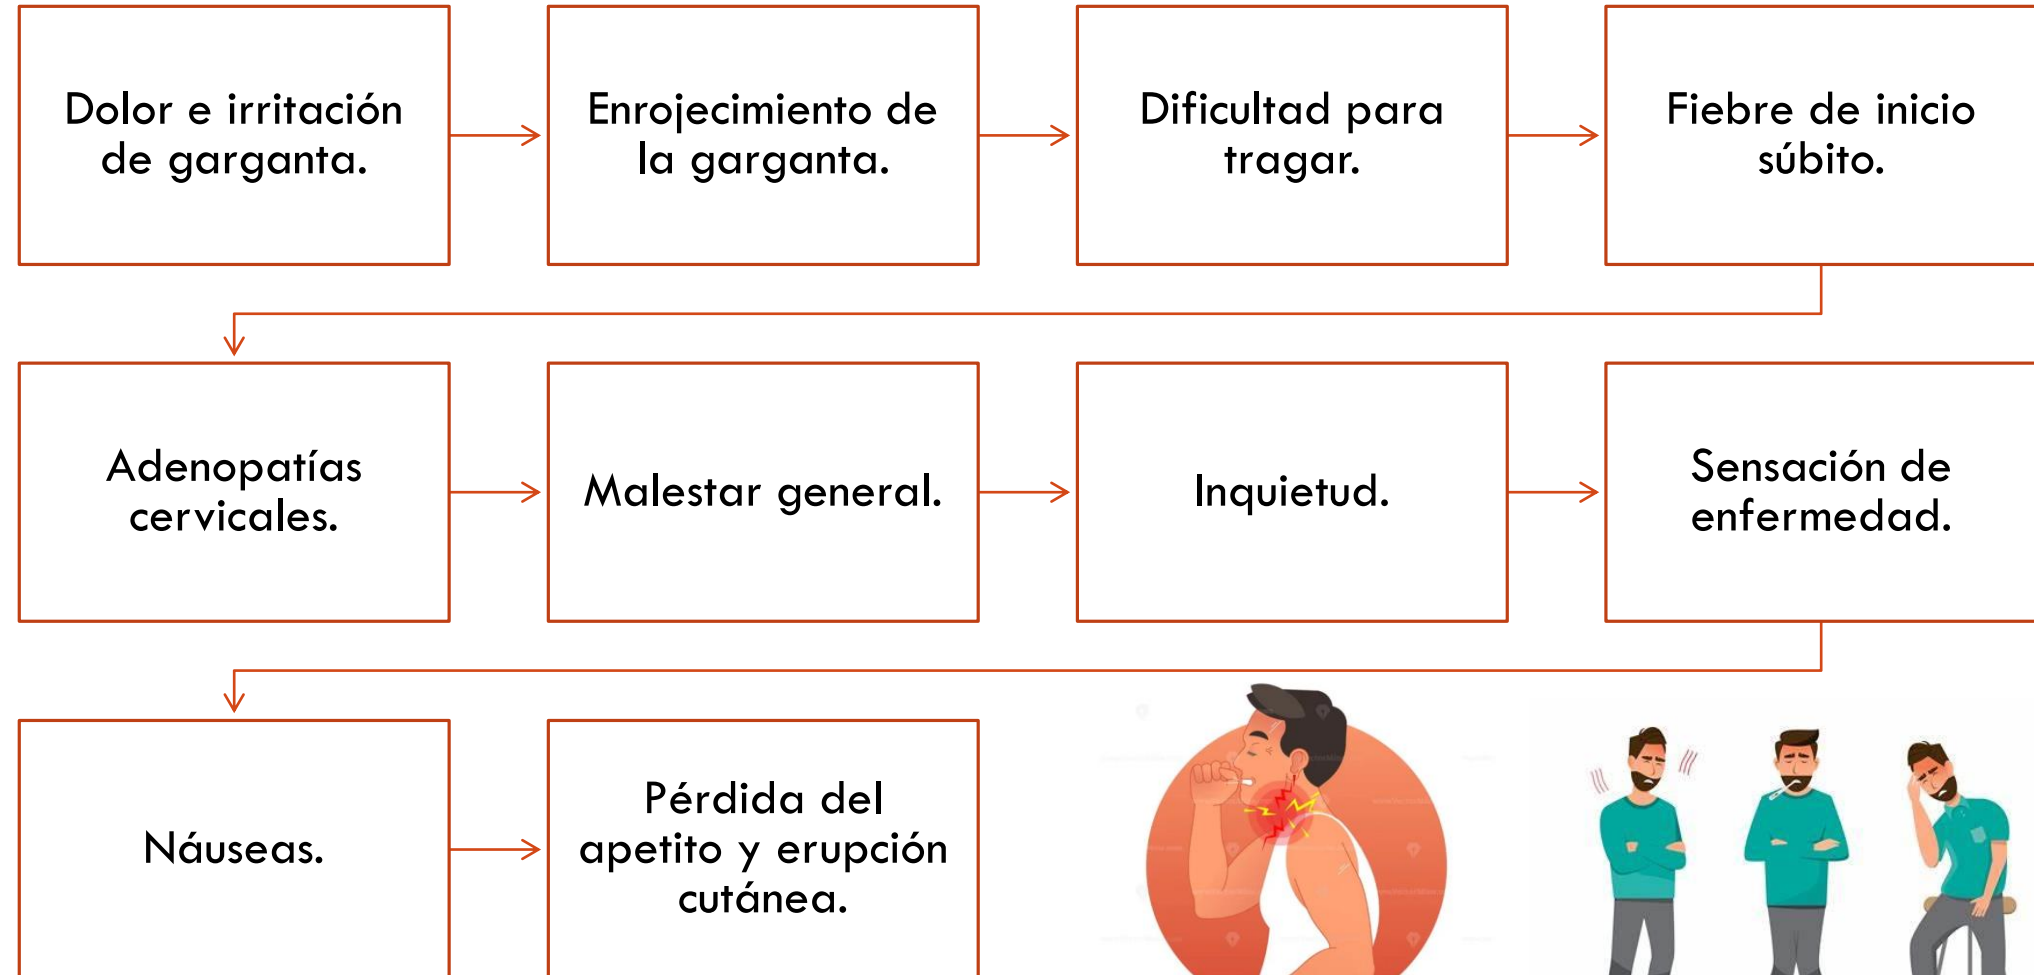 Dolor e irritación
de garganta.
Enrojecimiento de
la garganta.
Dificultad para
tragar.
Fiebre de inicio
súbito.
Adenopatías
cervicales.
Malestar general.
Inquietud.
Sensación de
enfermedad.
Náuseas.
Pérdida del
apetito y erupción
cutánea.